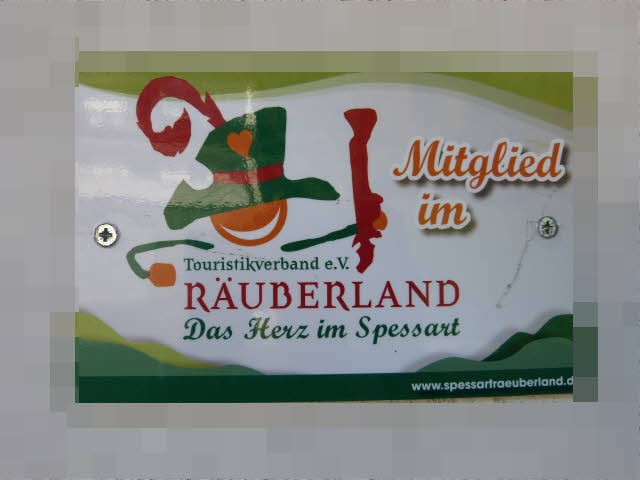 Mitglied
im
Touristikverband e.V.
RÄUBERLAND
Das Herz im Spessart
www.spessartraeuberland.d